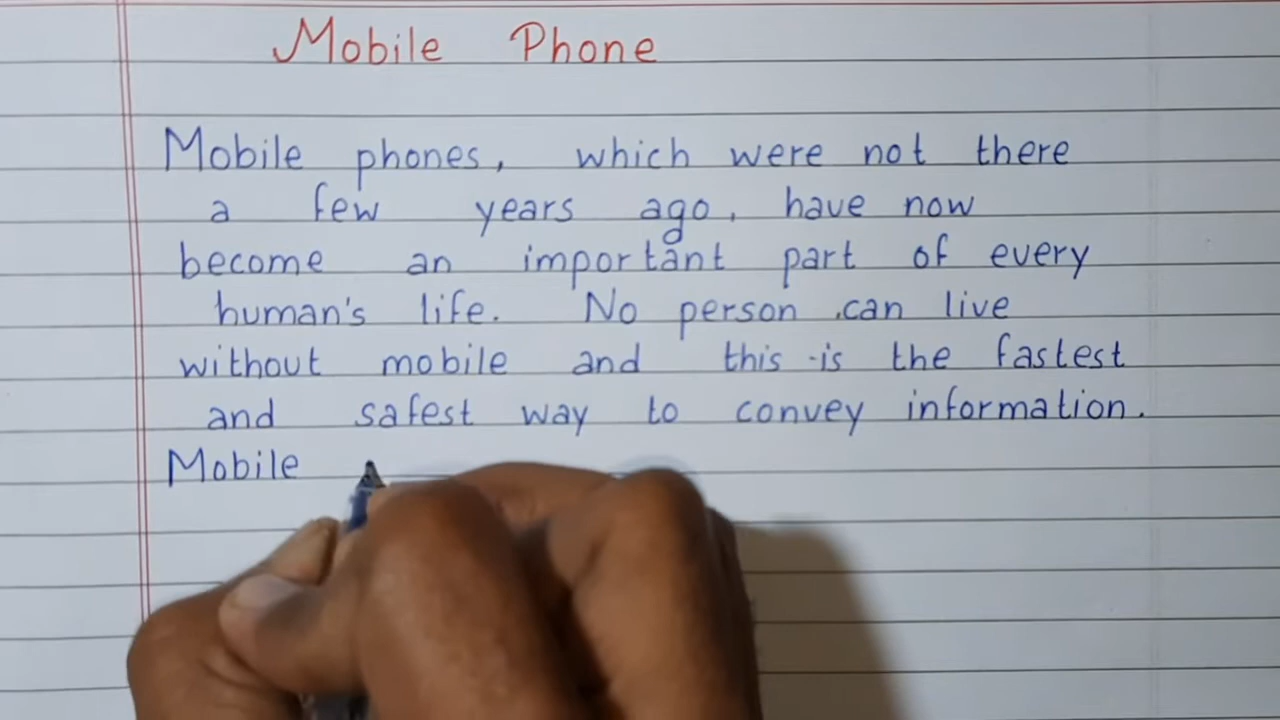 Mobile Phone
Mobile phones, which were not there
a few years ago, have now
become an important part of every
human's life. No person can live
without mobile and this is the fastest
and safest way to convey information.
Mobile